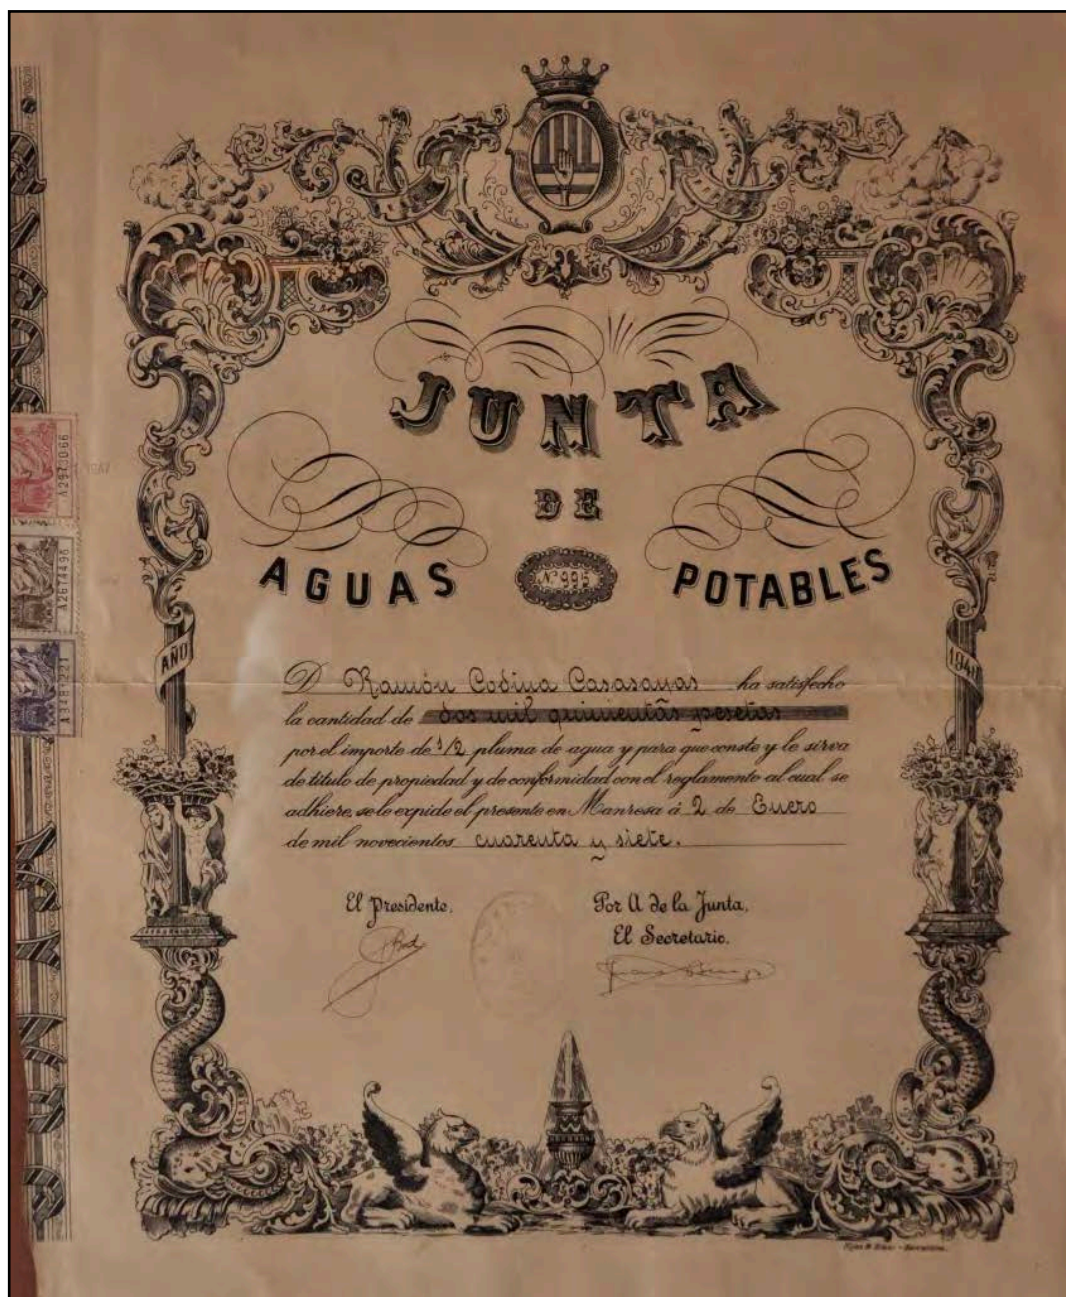 JUNTA
DE
AGUAS Nº 995 POTABLES
AÑO
D Ramón Codina Casasayas ha satisfecho
la cantidad de dos mil quinientas pesetas
por el importe de 1/2 pluma de agua y para que conste y le sirva
de título de propiedad y de conformidad con el reglamento al cual se
adhiere, se le expide el presente en Manresa á 2 de Enero
de mil novecientos cuarenta y siete.
El Presidente,
Por A de la Junta,
El Secretario.
A2674496
A3481221